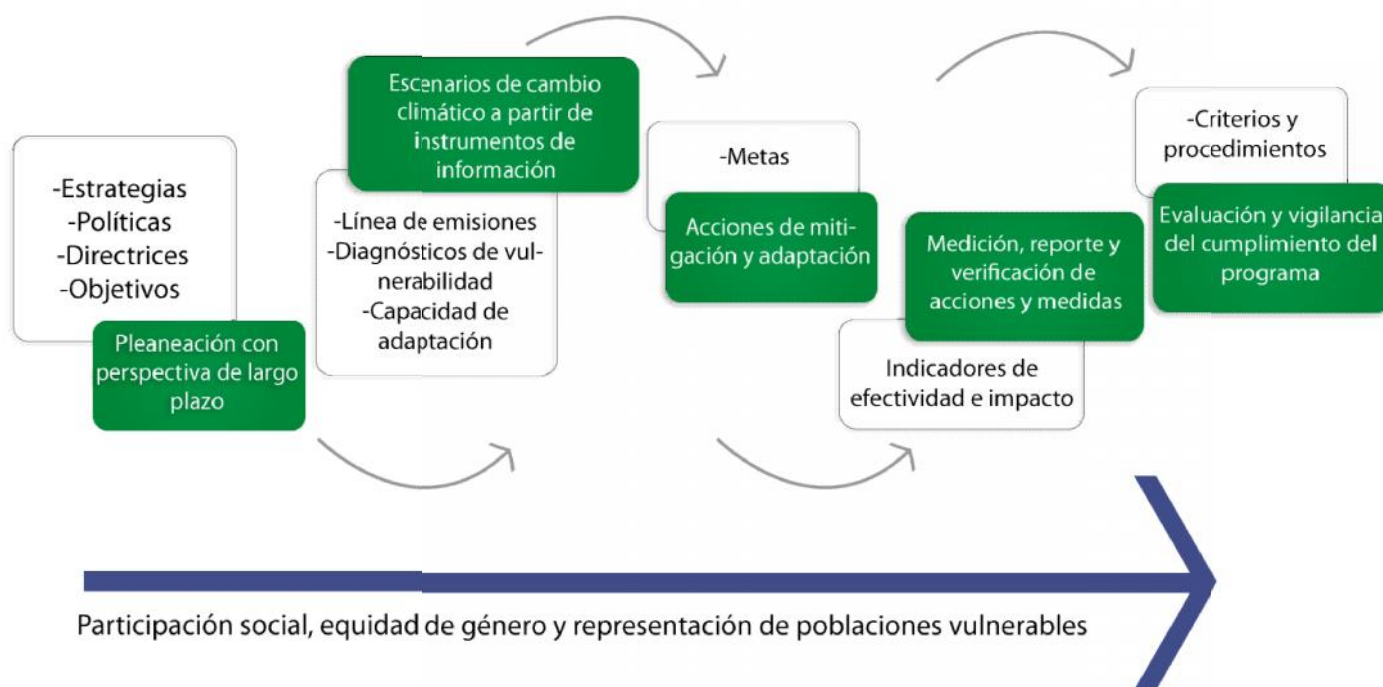 -Estrategias
-Políticas
-Directrices
-Objetivos
Pleaneación con
perspectiva de largo
plazo
Escenarios de cambio
climático a partir de
instrumentos de
información
-Línea de emisiones
-Diagnósticos de vul-
nerabilidad
-Capacidad de
adaptación
-Metas
Acciones de miti-
gación y adaptación
Medición, reporte y
verificación de
acciones y medidas
Indicadores de
efectividad e impacto
-Criterios y
procedimientos
Evaluación y vigilancia
del cumplimiento del
programa
Participación social, equidad de género y representación de poblaciones vulnerables